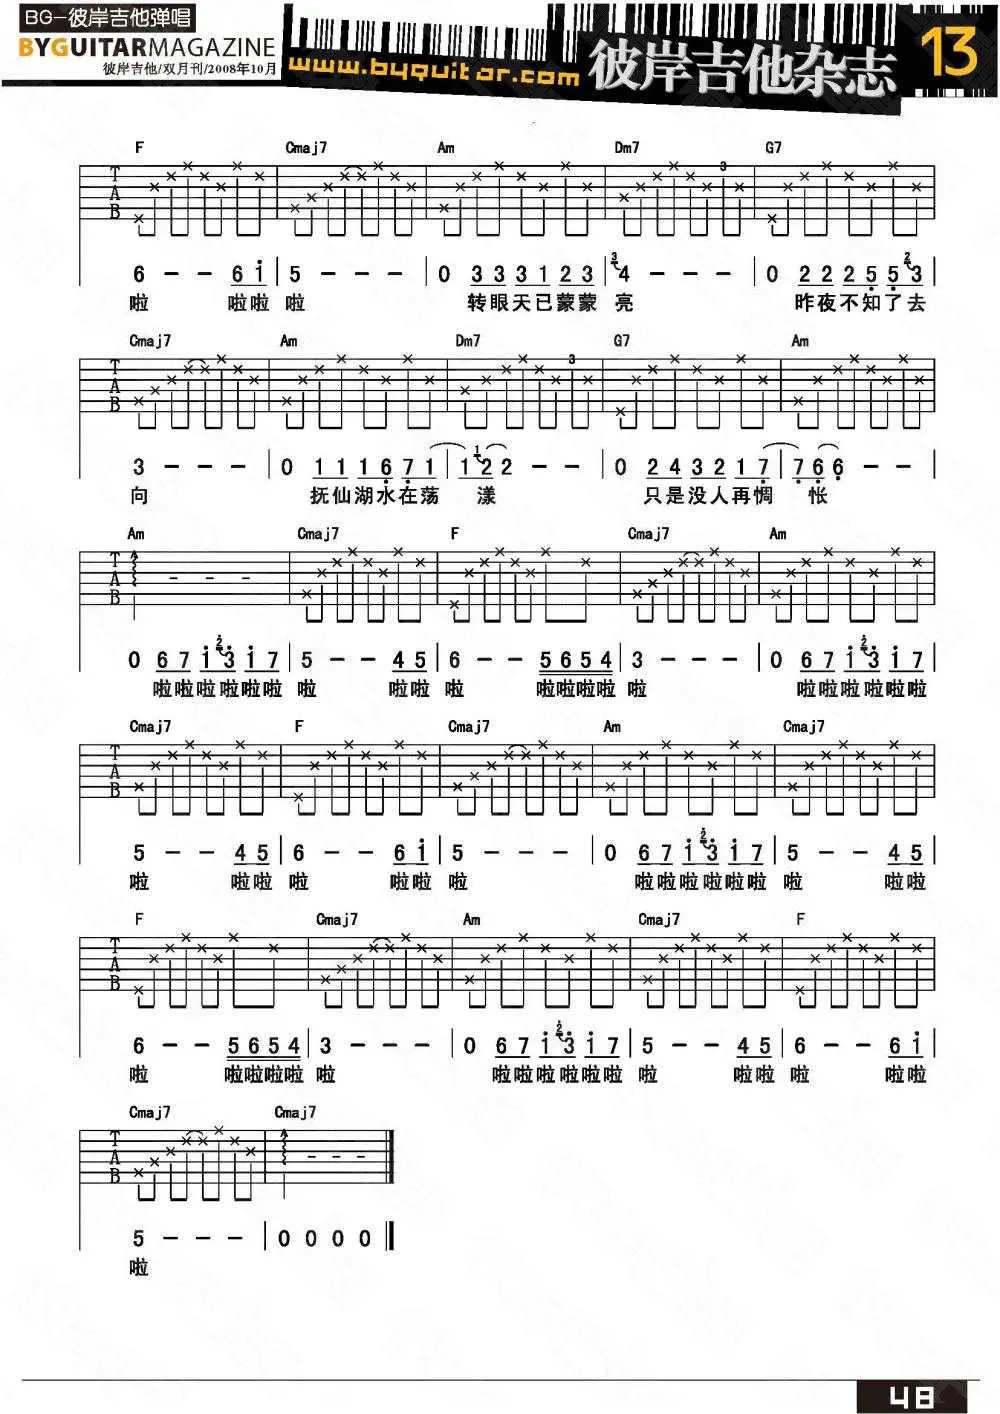 BG-彼岸吉他弹唱
BYGUITARMAGAZINE
彼岸吉他/双月刊/2008年10月
www.byguitar.com
彼岸吉他杂志
13
F Cmaj7 Am Dm7 G7
T A B 3
6 - - 6 i | 5 - - - | 0 3 3 3 1 2 3 | 3 4 - - - | 0 2 2 2 5 5 2 3 |
啦 啦啦 啦 转眼天已蒙蒙 亮 昨夜不知了去
Cmaj7 Am Dm7 G7 Am
T A B 3
3 - - - | 0 1 1 1 6 7 1 | 1 1 2 2 - - | 0 2 4 3 2 1 7 | 7 6 6 - - |
向 抚仙湖水在荡 漾 只是没人再惆 怅
Am Cmaj7 F Cmaj7 Am
T A B - - -
0 6 7 i 2 3 i 7 | 5 - - 4 5 | 6 - - 5 6 5 4 | 3 - - - | 0 6 7 i 2 3 i 7 |
啦啦啦啦啦啦 啦 啦啦 啦 啦啦啦啦 啦 啦啦啦啦啦啦
Cmaj7 F Cmaj7 Am Cmaj7
T A B
5 - - 4 5 | 6 - - 6 i | 5 - - - | 0 6 7 i 2 3 i 7 | 5 - - 4 5 |
啦 啦啦 啦 啦啦 啦 啦啦啦啦啦啦 啦 啦啦
F Cmaj7 Am Cmaj7 F
T A B
6 - - 5 6 5 4 | 3 - - - | 0 6 7 i 2 3 i 7 | 5 - - 4 5 | 6 - - 6 i |
啦 啦啦啦啦 啦 啦啦啦啦啦啦 啦 啦啦 啦 啦啦
Cmaj7 Cmaj7
T A B - - -
5 - - - | 0 0 0 0 ‖
啦
48